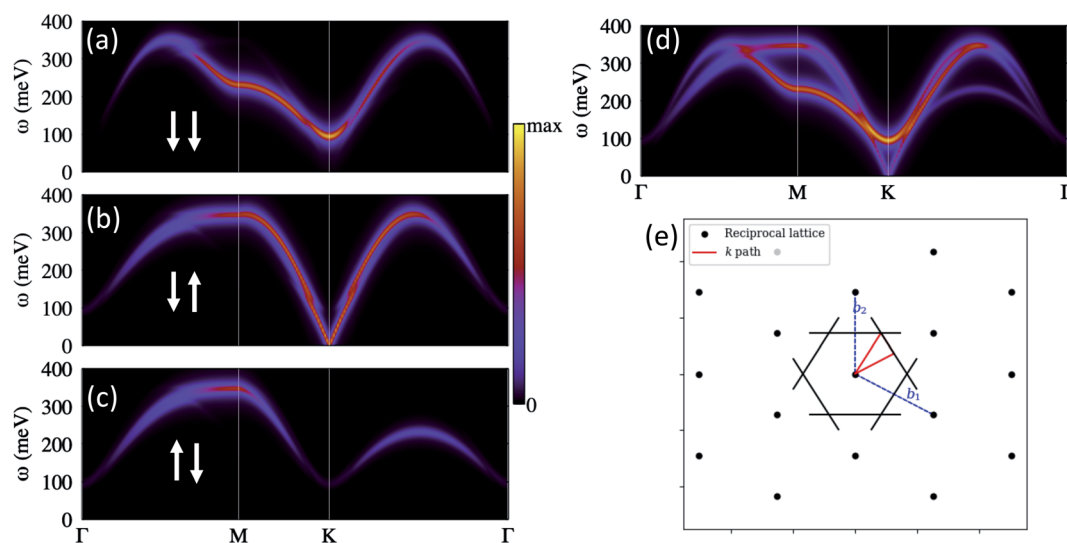 (a)
400
300
200
100
0
ω (meV)
(b)
400
300
200
100
0
ω (meV)
(c)
400
300
200
100
0
ω (meV)
Γ M K Γ
max
0
(d)
400
300
200
100
0
ω (meV)
Γ M K Γ
(e)
Reciprocal lattice
k path
b₂
b₁